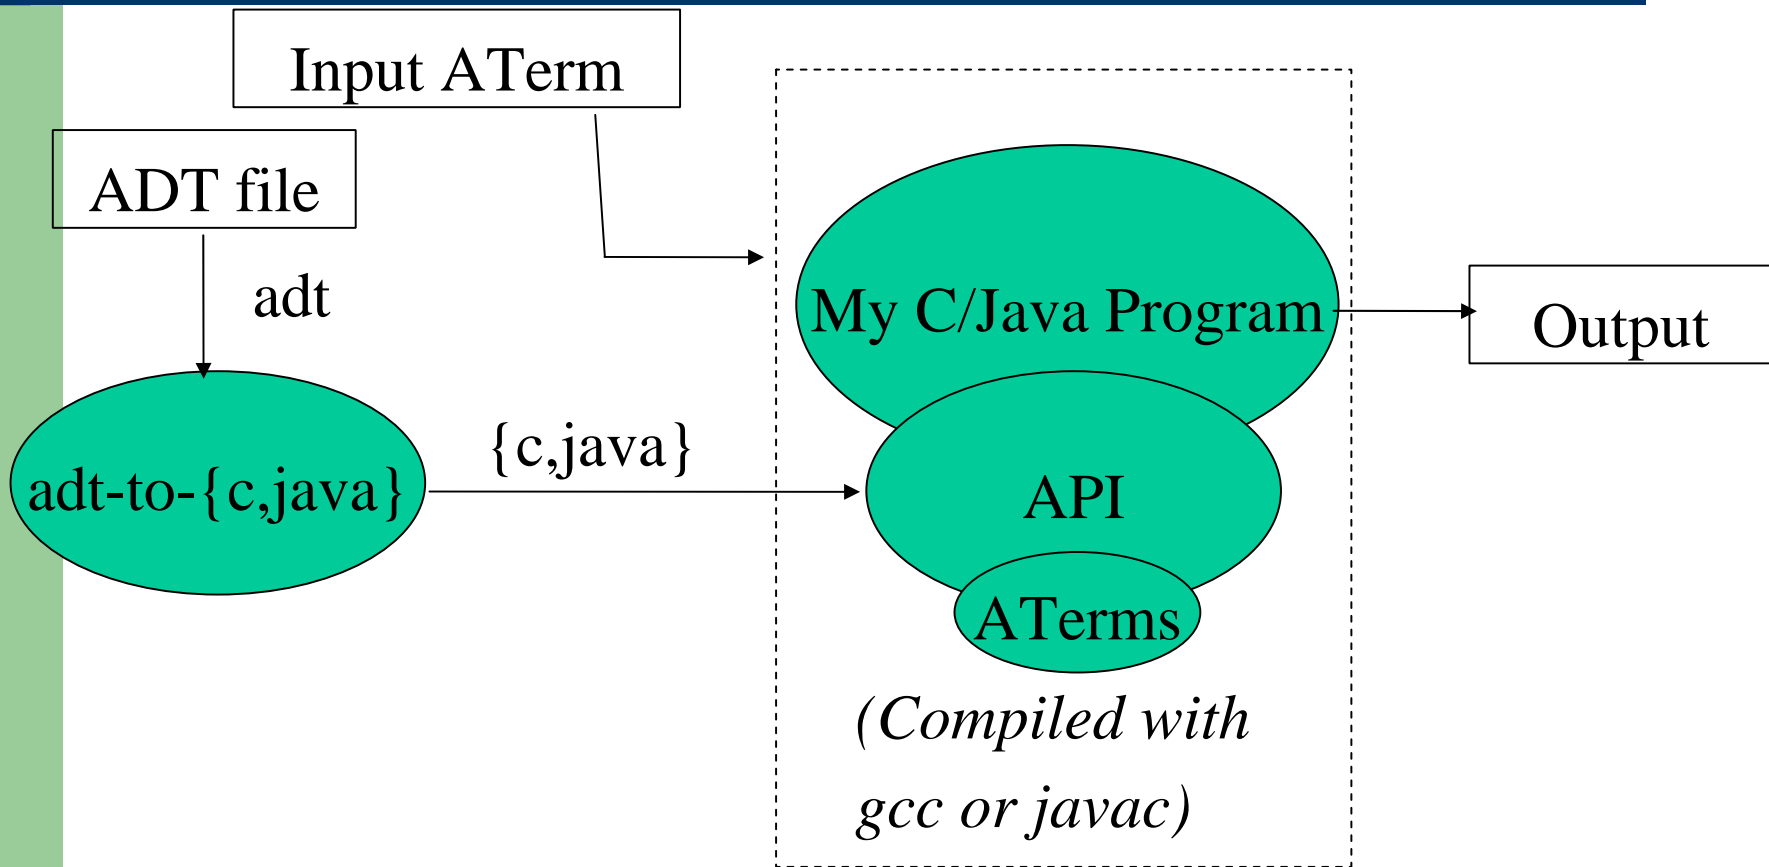 Input ATerm
ADT file
adt
My C/Java Program
Output
{c,java}
adt-to-{c,java}
API
ATerms
(Compiled with
gcc or javac)